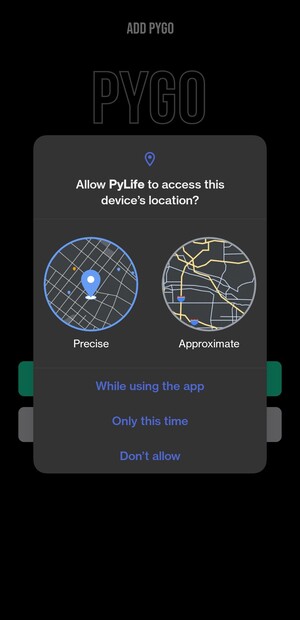 ADD PYGO
PYGO
Allow PyLife to access this
device's location?
Precise
Approximate
While using the app
Only this time
Don't allow